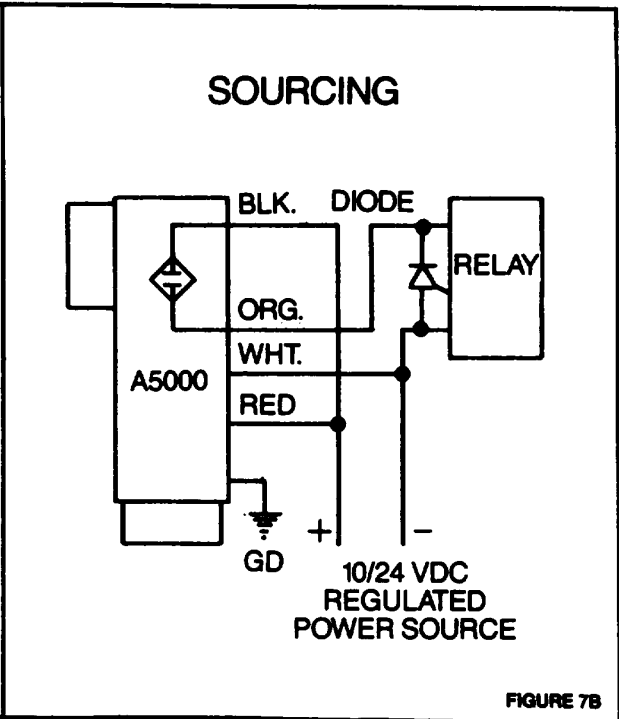 SOURCING
BLK.
DIODE
RELAY
ORG.
WHT.
A5000
RED
+ -
GD
10/24 VDC
REGULATED
POWER SOURCE
FIGURE 7B